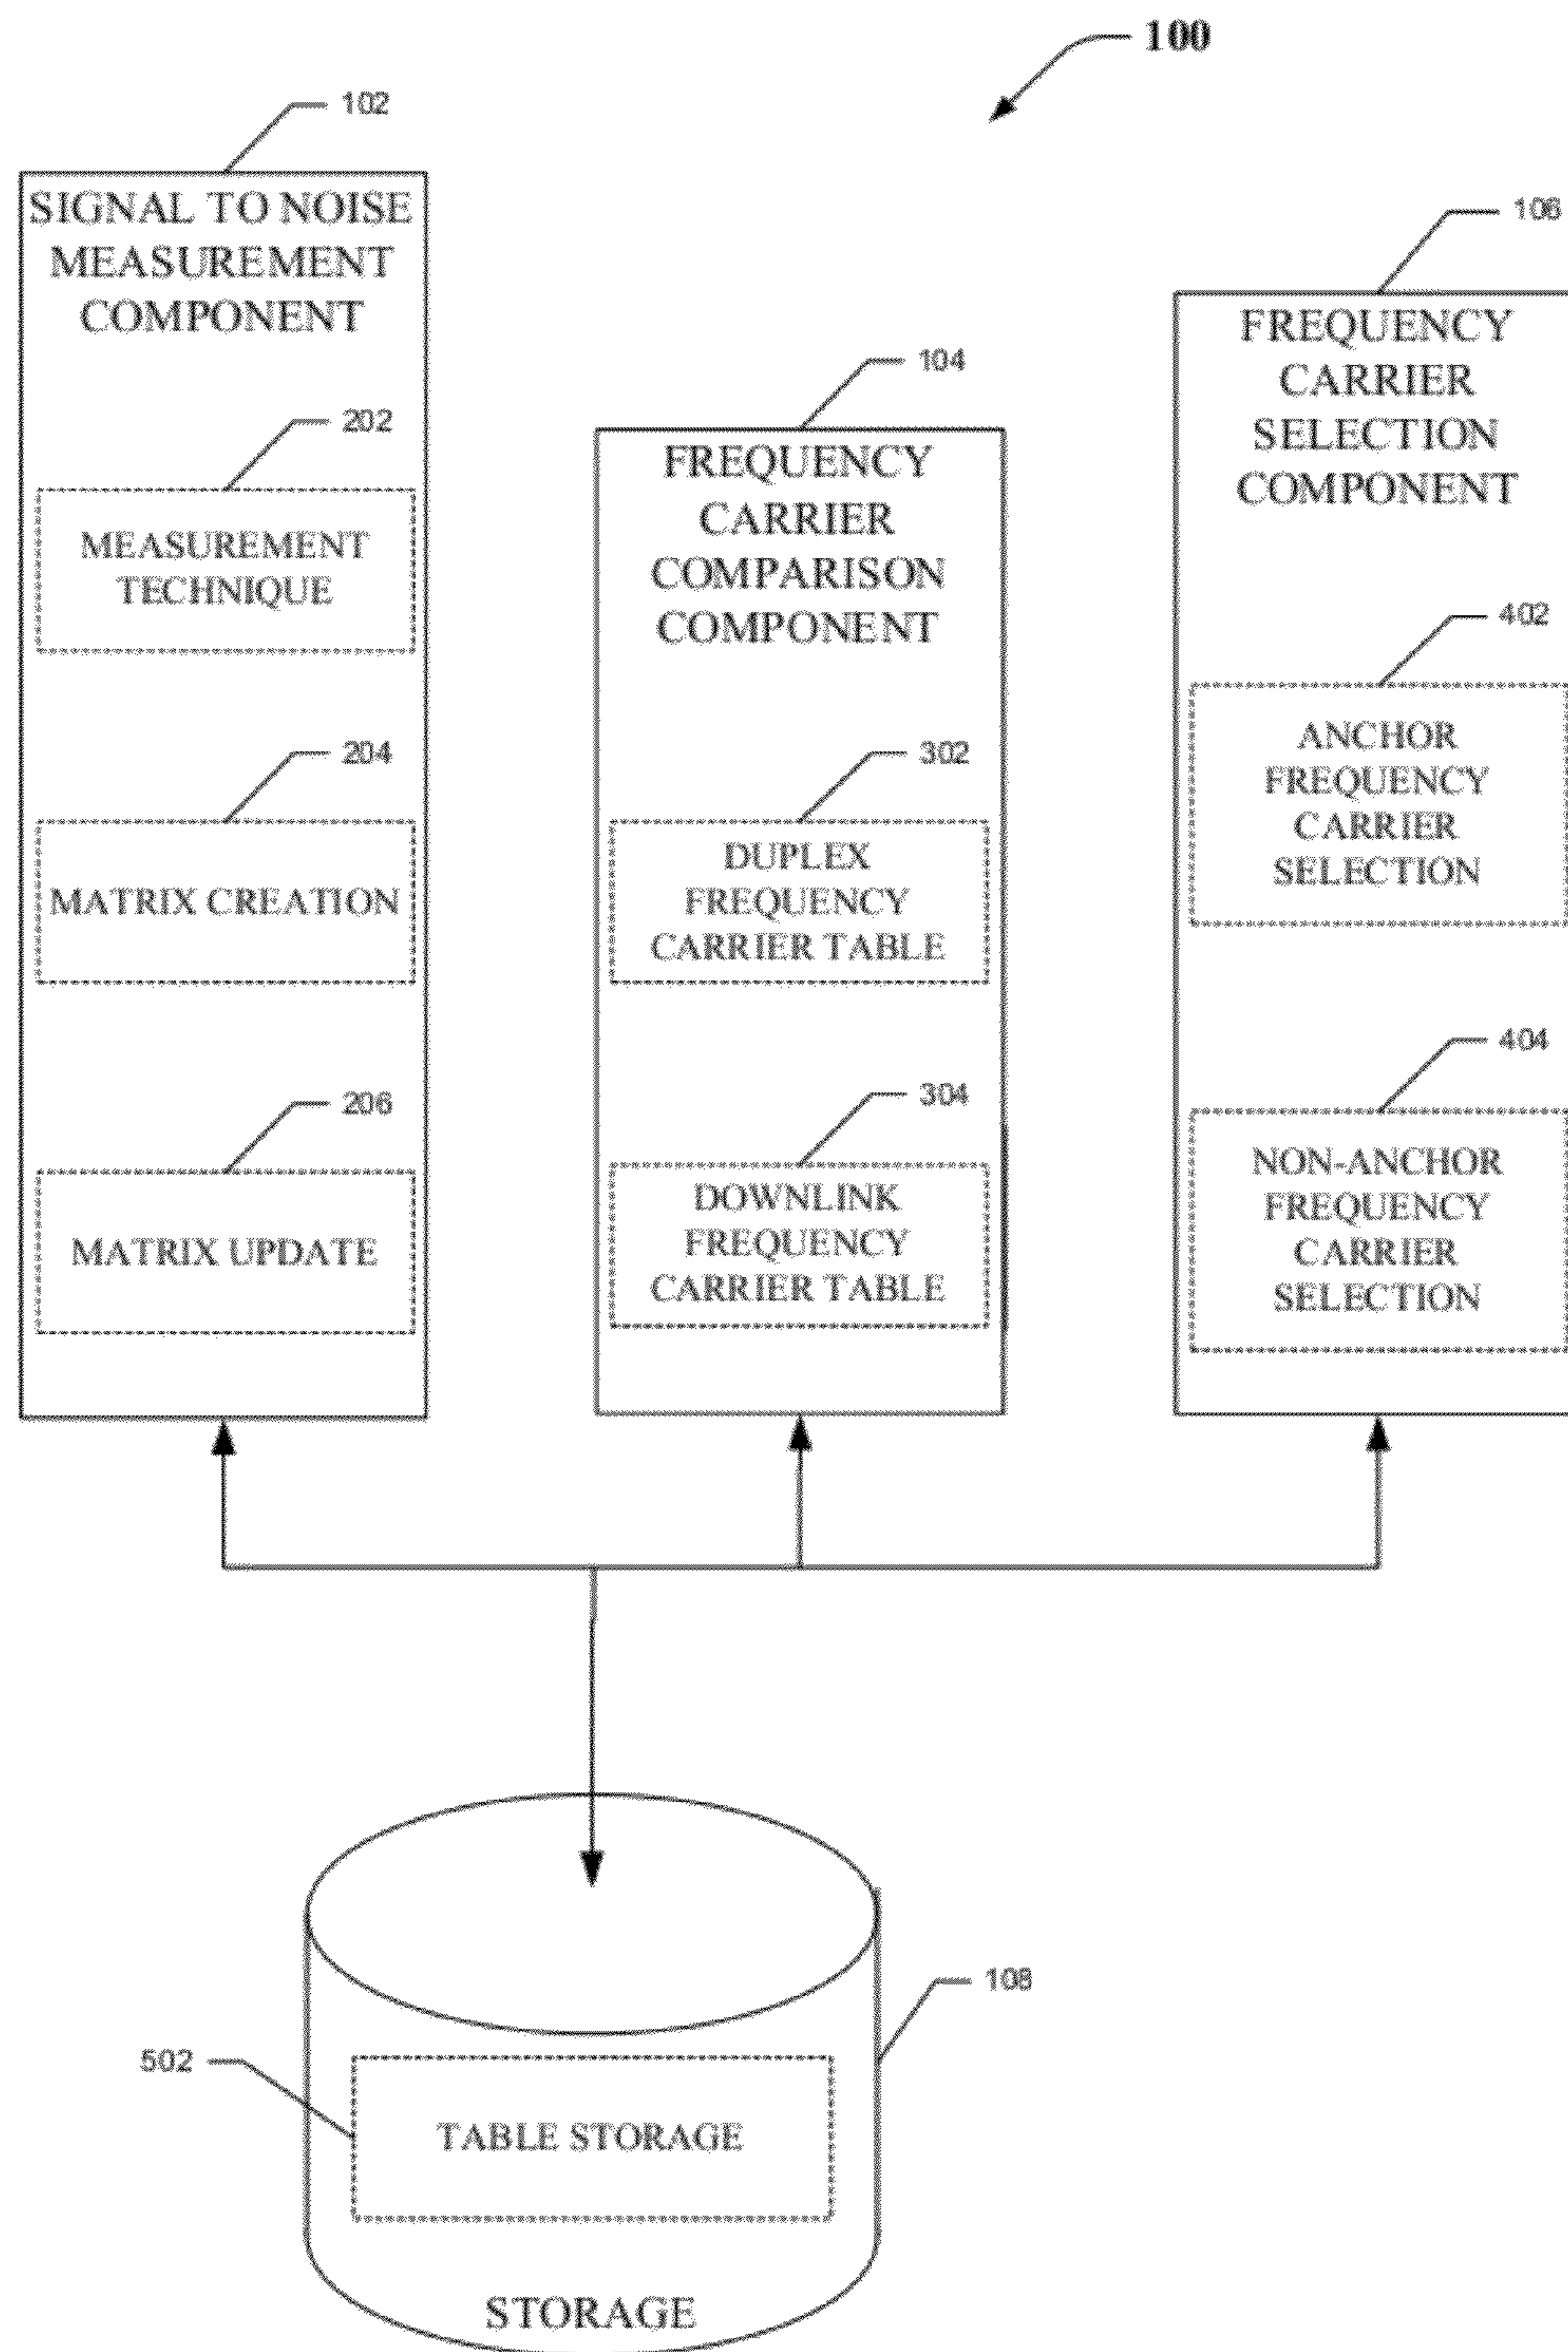 100
102
SIGNAL TO NOISE
MEASUREMENT
COMPONENT
202
MEASUREMENT
TECHNIQUE
204
MATRIX CREATION
206
MATRIX UPDATE
104
FREQUENCY
CARRIER
COMPARISON
COMPONENT
302
DUPLEX
FREQUENCY
CARRIER TABLE
304
DOWNLINK
FREQUENCY
CARRIER TABLE
106
FREQUENCY
CARRIER
SELECTION
COMPONENT
402
ANCHOR
FREQUENCY
CARRIER
SELECTION
404
NON-ANCHOR
FREQUENCY
CARRIER
SELECTION
108
502
TABLE STORAGE
STORAGE